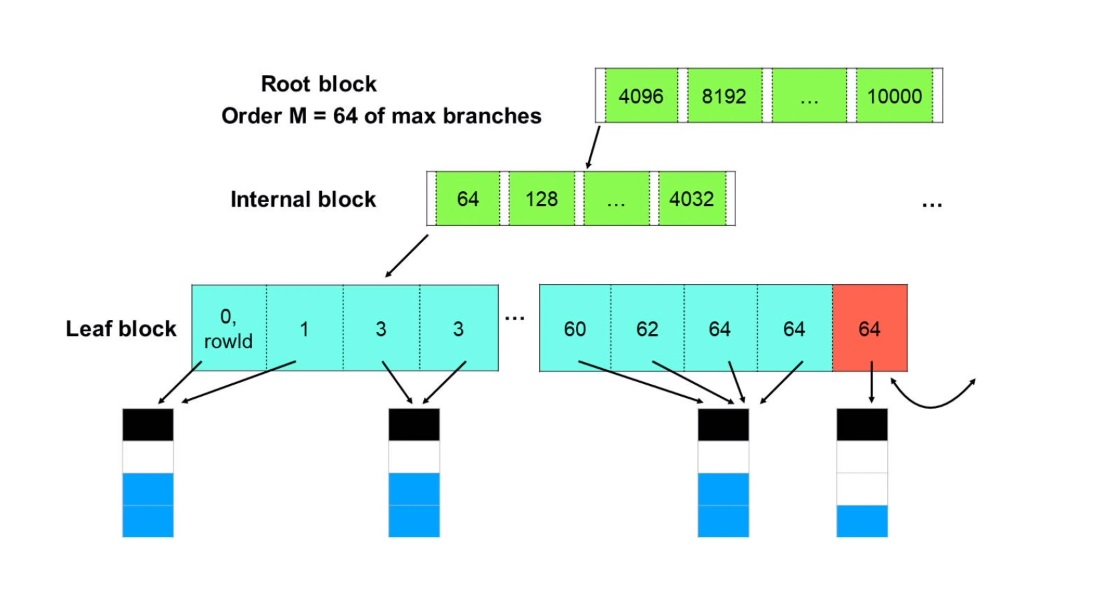 Root block
Order M = 64 of max branches
4096 8192 … 10000
Internal block
64 128 … 4032
…
Leaf block
0, rowId
1 3 3 … 60 62 64 64 64